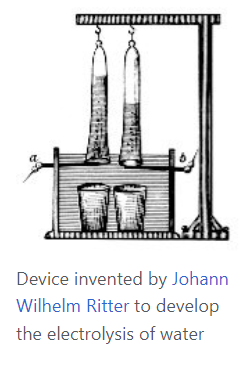 a
b
Device invented by Johann
Wilhelm Ritter to develop
the electrolysis of water